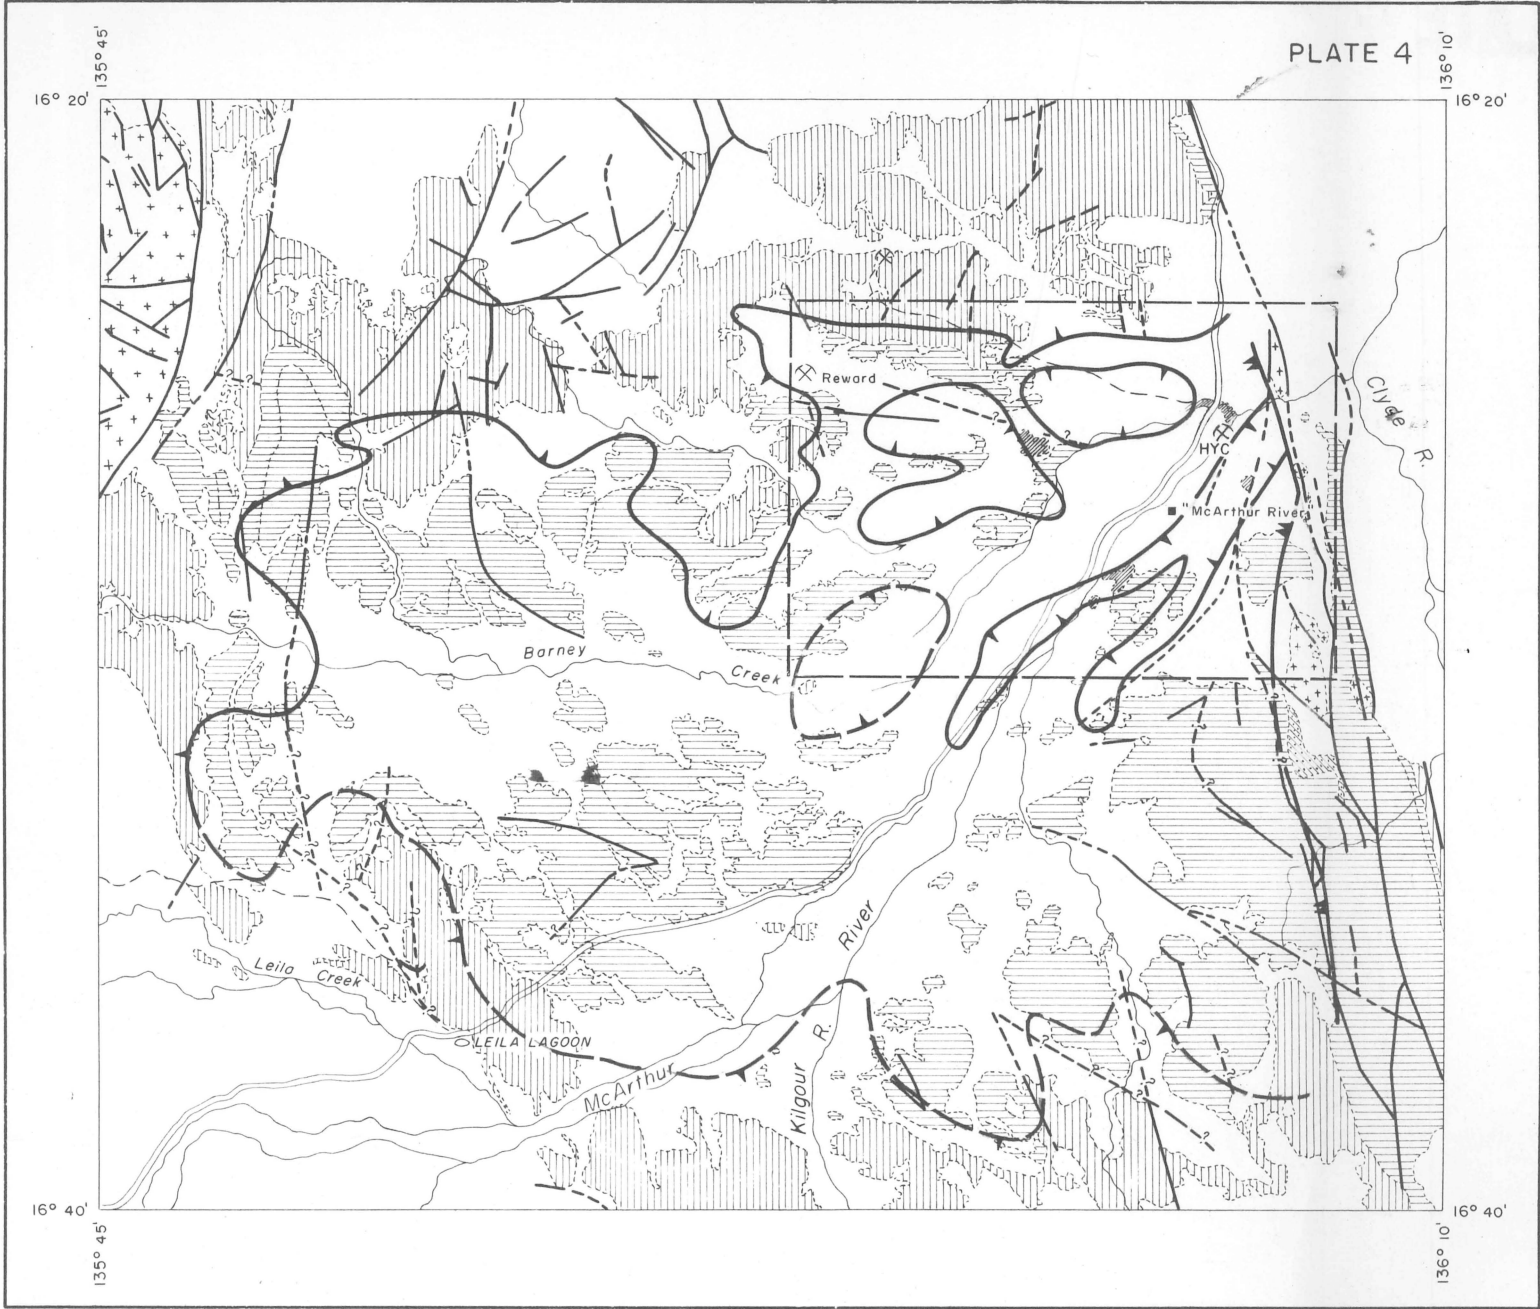 PLATE 4
135° 45'
136° 10'
16° 20'
16° 20'
Reward
Clyde R.
HYC
"McArthur River
Barney Creek
River
Leila Creek
LEILA LAGOON
McArthur
Kilgour R.
16° 40'
16° 40'
135° 45'
136° 10'